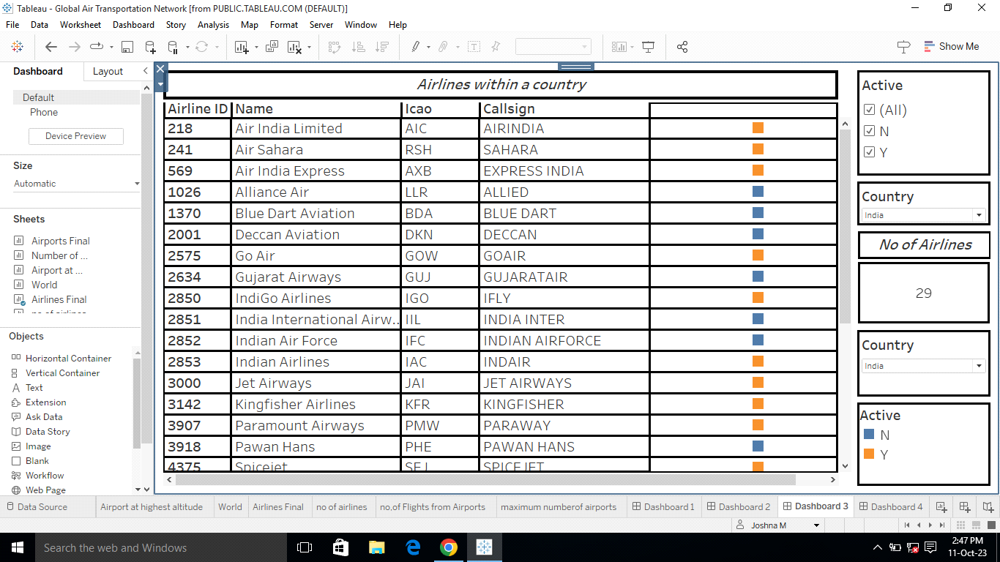 Tableau - Global Air Transportation Network [from PUBLIC.TABLEAU.COM (DEFAULT)]
File Data Worksheet Dashboard Story Analysis Map Format Server Window Help
Show Me
Dashboard Layout
Default
Phone
Device Preview
Size
Automatic
Sheets
Airports Final
Number of ...
Airport at ...
World
Airlines Final
no of airlines
Objects
Horizontal Container
Vertical Container
Text
Extension
Ask Data
Data Story
Image
Blank
Workflow
Web Page
Airlines within a country
Airline ID Name Icao Callsign
218 Air India Limited AIC AIRINDIA
241 Air Sahara RSH SAHARA
569 Air India Express AXB EXPRESS INDIA
1026 Alliance Air LLR ALLIED
1370 Blue Dart Aviation BDA BLUE DART
2001 Deccan Aviation DKN DECCAN
2575 Go Air GOW GOAIR
2634 Gujarat Airways GUJ GUJARATAIR
2850 IndiGo Airlines IGO IFLY
2851 India International Airw.. IIL INDIA INTER
2852 Indian Air Force IFC INDIAN AIRFORCE
2853 Indian Airlines IAC INDAIR
3000 Jet Airways JAI JET AIRWAYS
3142 Kingfisher Airlines KFR KINGFISHER
3907 Paramount Airways PMW PARAWAY
3918 Pawan Hans PHE PAWAN HANS
4375 Spicejet SEJ SPICEJET
Active
(All)
N
Y
Country
India
No of Airlines
29
Country
India
Active
N
Y
Data Source Airport at highest altitude World Airlines Final no of airlines no,of Flights from Airports maximum numberof airports Dashboard 1 Dashboard 2 Dashboard 3 Dashboard 4
Joshna M
Search the web and Windows
2:47 PM
11-Oct-23